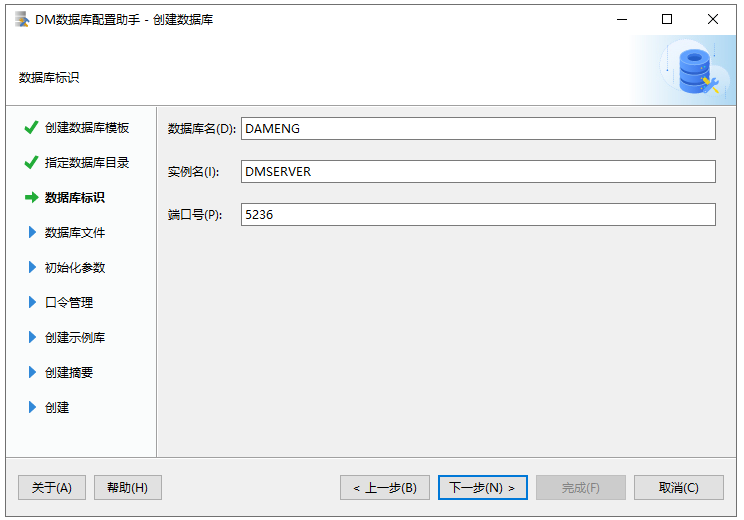 DM数据库配置助手 - 创建数据库
数据库标识
创建数据库模板
指定数据库目录
数据库标识
数据库文件
初始化参数
口令管理
创建示例库
创建摘要
创建
数据库名(D): DAMENG
实例名(I): DMSERVER
端口号(P): 5236
关于(A) 帮助(H) < 上一步(B) 下一步(N) > 完成(F) 取消(C)